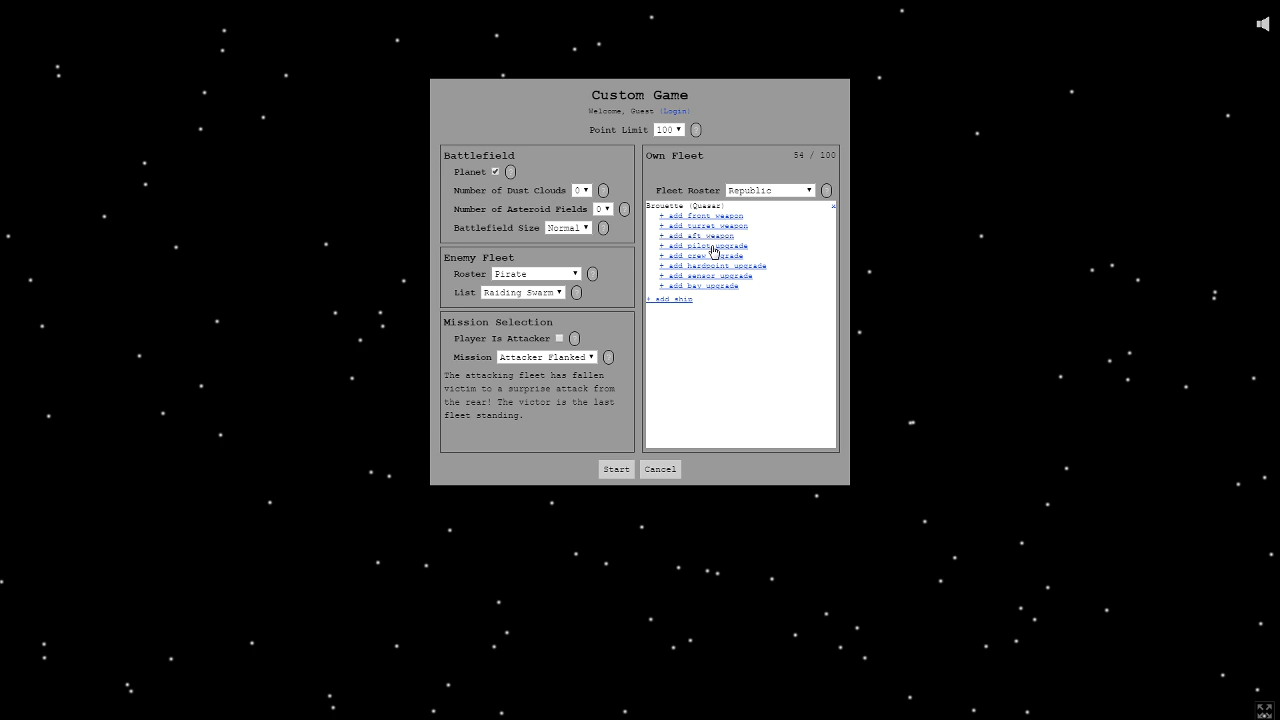 Custom Game
Welcome, Guest (Login)
Point Limit 100
Battlefield
Planet
Number of Dust Clouds 0
Number of Asteroid Fields 0
Battlefield Size Normal
Enemy Fleet
Roster Pirate
List Raiding Swarm
Mission Selection
Player Is Attacker
Mission Attacker Flanked
The attacking fleet has fallen
victim to a surprise attack from
the rear! The victor is the last
fleet standing.
Own Fleet 54 / 100
Fleet Roster Republic
Brouette (Quasar) x
+ add front weapon
+ add turret weapon
+ add aft weapon
+ add pilot upgrade
+ add crew upgrade
+ add hardpoint upgrade
+ add sensor upgrade
+ add bay upgrade
+ add ship
Start Cancel